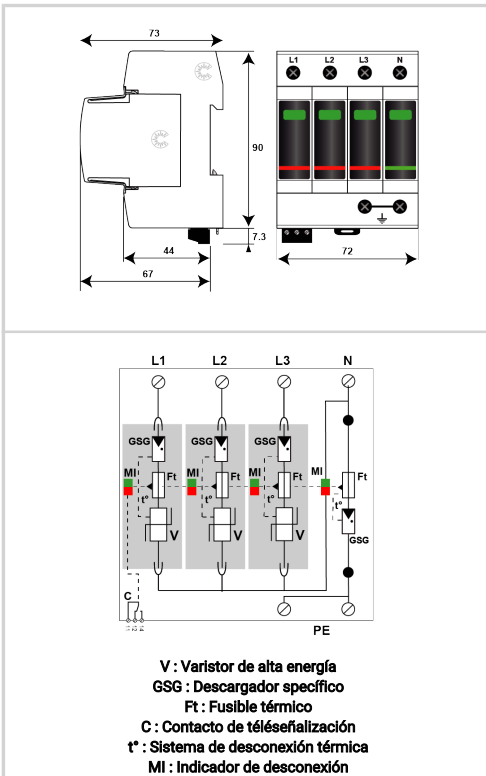 73
L1 L2 L3 N
90
7.3
44
67
72
L1 L2 L3 N
GSG GSG GSG
MI Ft MI Ft MI Ft MI Ft
t° t° t° t°
V V V GSG
C
PE
V : Varistor de alta energía
GSG : Descargador específico
Ft : Fusible térmico
C : Contacto de téléseñalización
t° : Sistema de desconexión térmica
MI : Indicador de desconexión